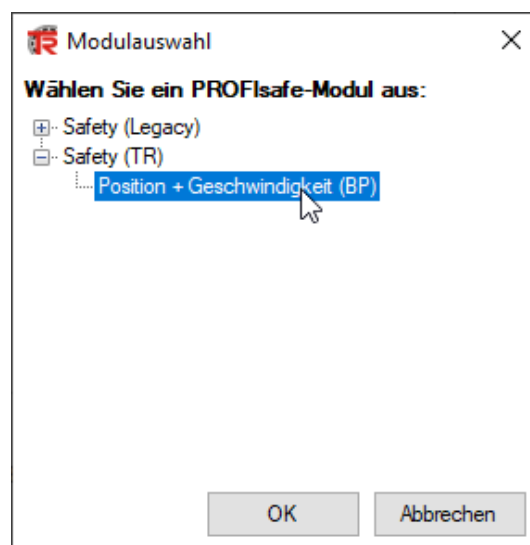 Modulauswahl
Wählen Sie ein PROFIsafe-Modul aus:
Safety (Legacy)
Safety (TR)
Position + Geschwindigkeit (BP)
OK Abbrechen